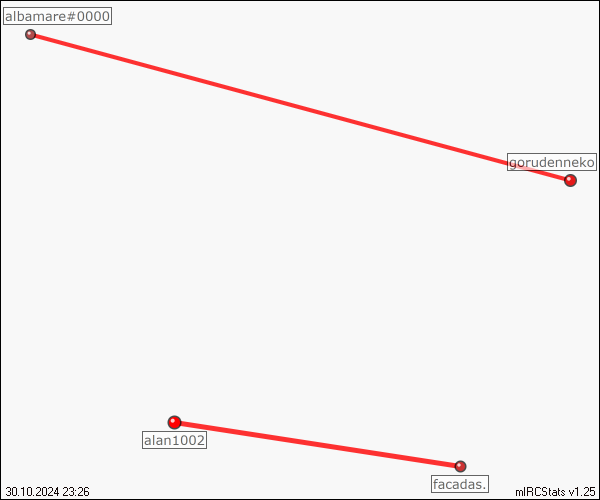 albamare#0000
gorudenneko
alan1002
facadas.
30.10.2024 23:26
mIRCStats v1.25